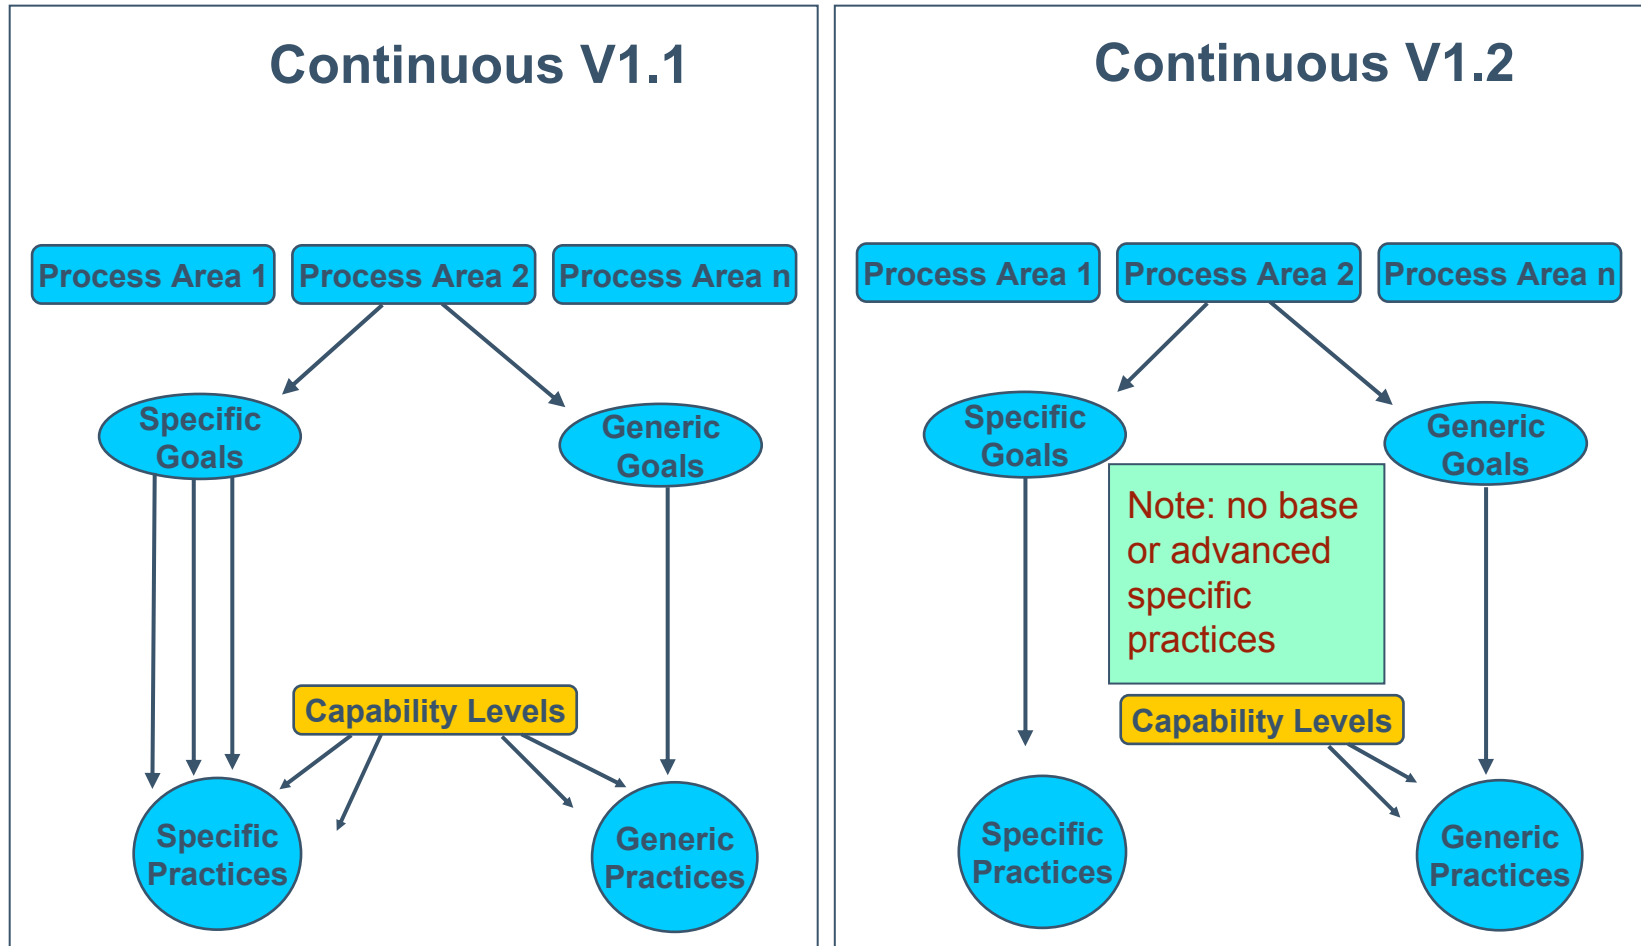 Continuous V1.1
Process Area 1
Process Area 2
Process Area n
Specific
Goals
Generic
Goals
Capability Levels
Specific
Practices
Generic
Practices
Continuous V1.2
Process Area 1
Process Area 2
Process Area n
Specific
Goals
Generic
Goals
Note: no base
or advanced
specific
practices
Capability Levels
Specific
Practices
Generic
Practices